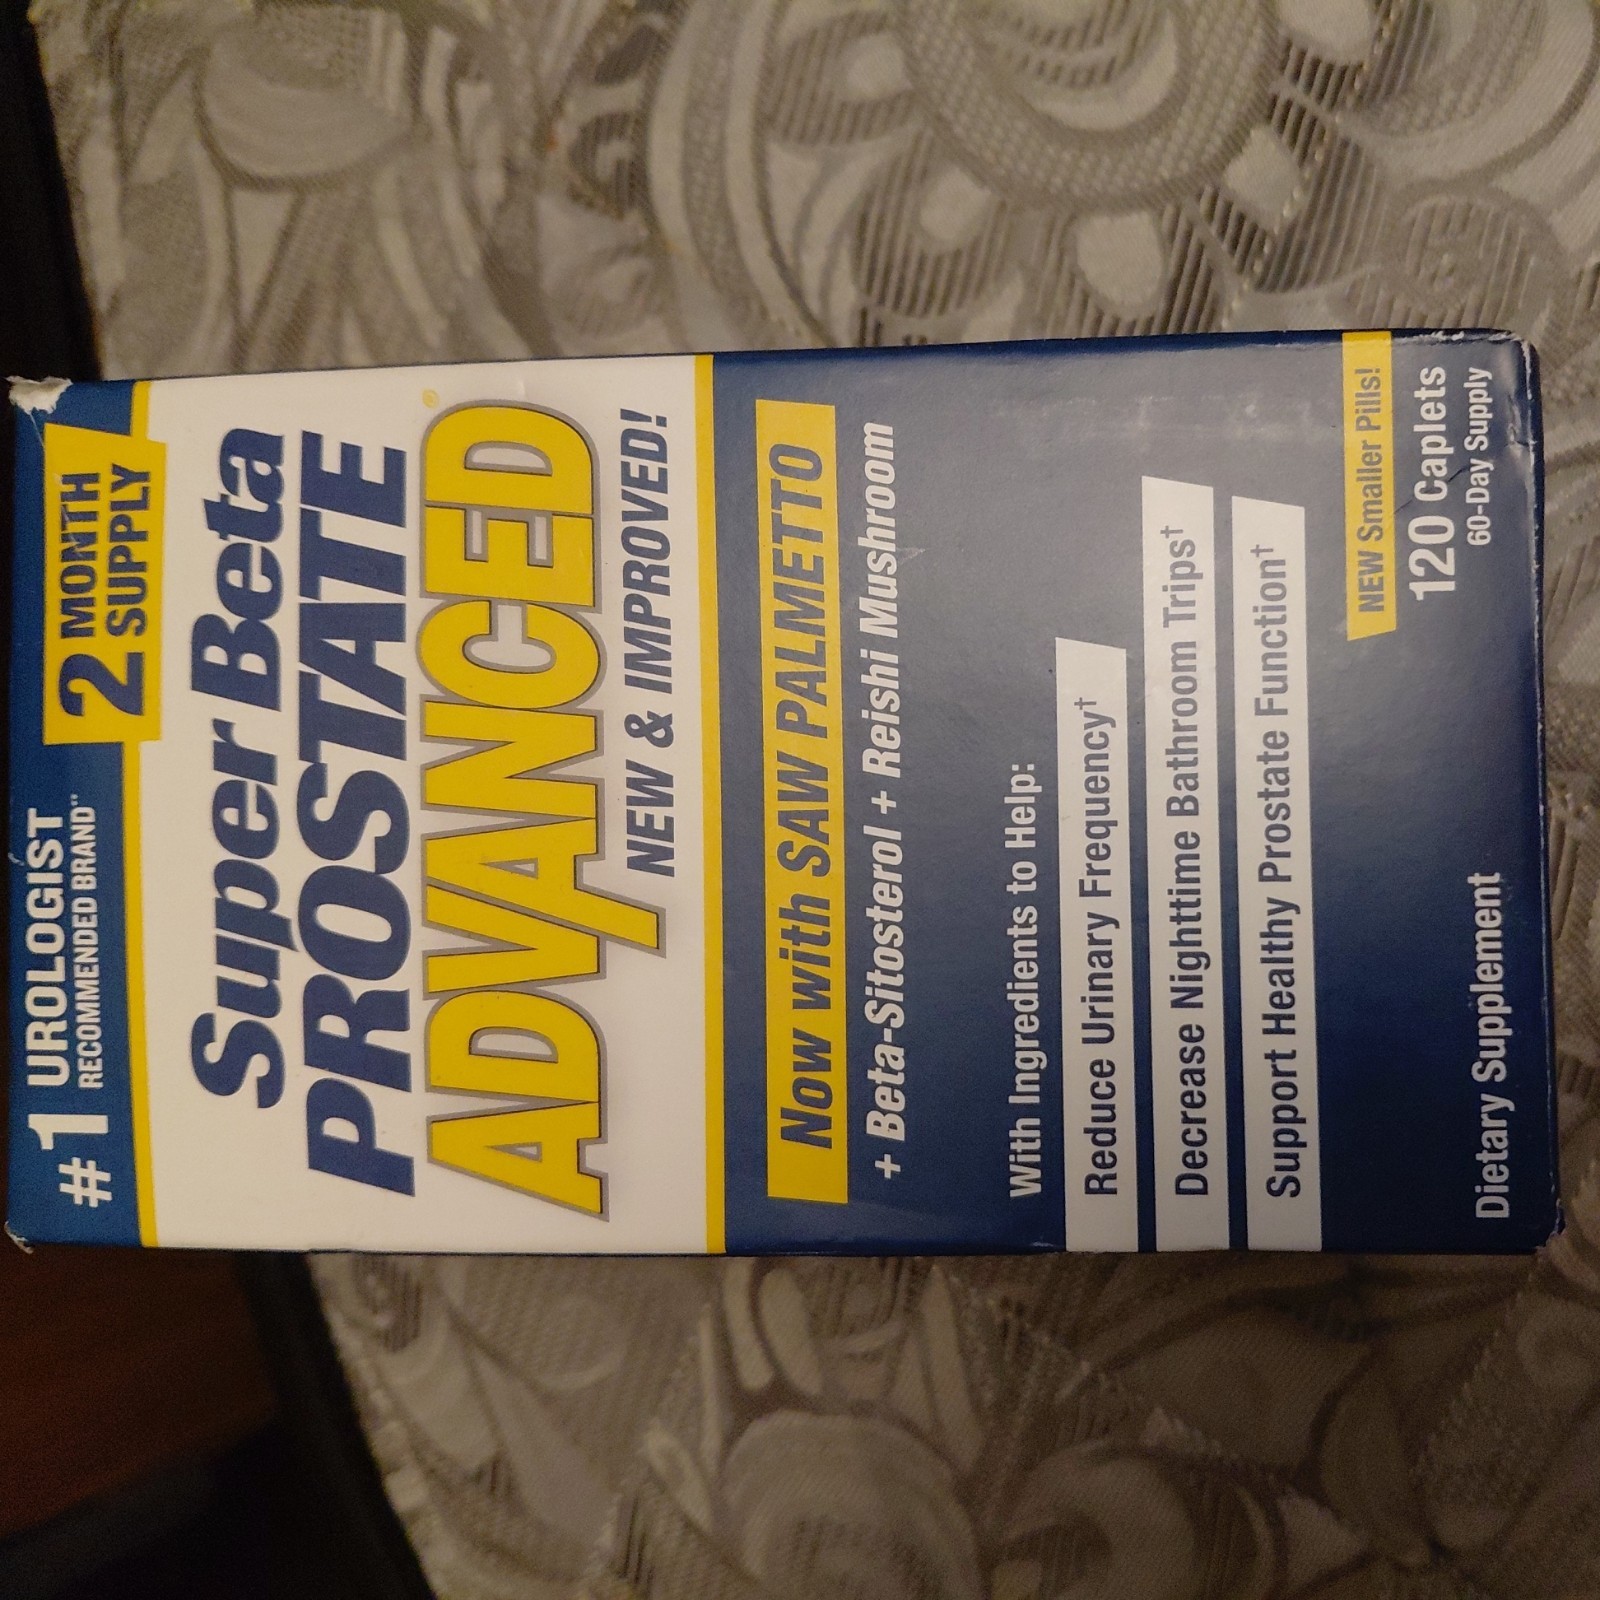 #1 UROLOGIST
RECOMMENDED BRAND
2 MONTH
SUPPLY
Super Beta
PROSTATE
ADVANCED®
NEW & IMPROVED!
Now with SAW PALMETTO
+ Beta-Sitosterol + Reishi Mushroom
With Ingredients to Help:
Reduce Urinary Frequency†
Decrease Nighttime Bathroom Trips†
Support Healthy Prostate Function†
NEW Smaller Pills!
120 Caplets
60-Day Supply
Dietary Supplement